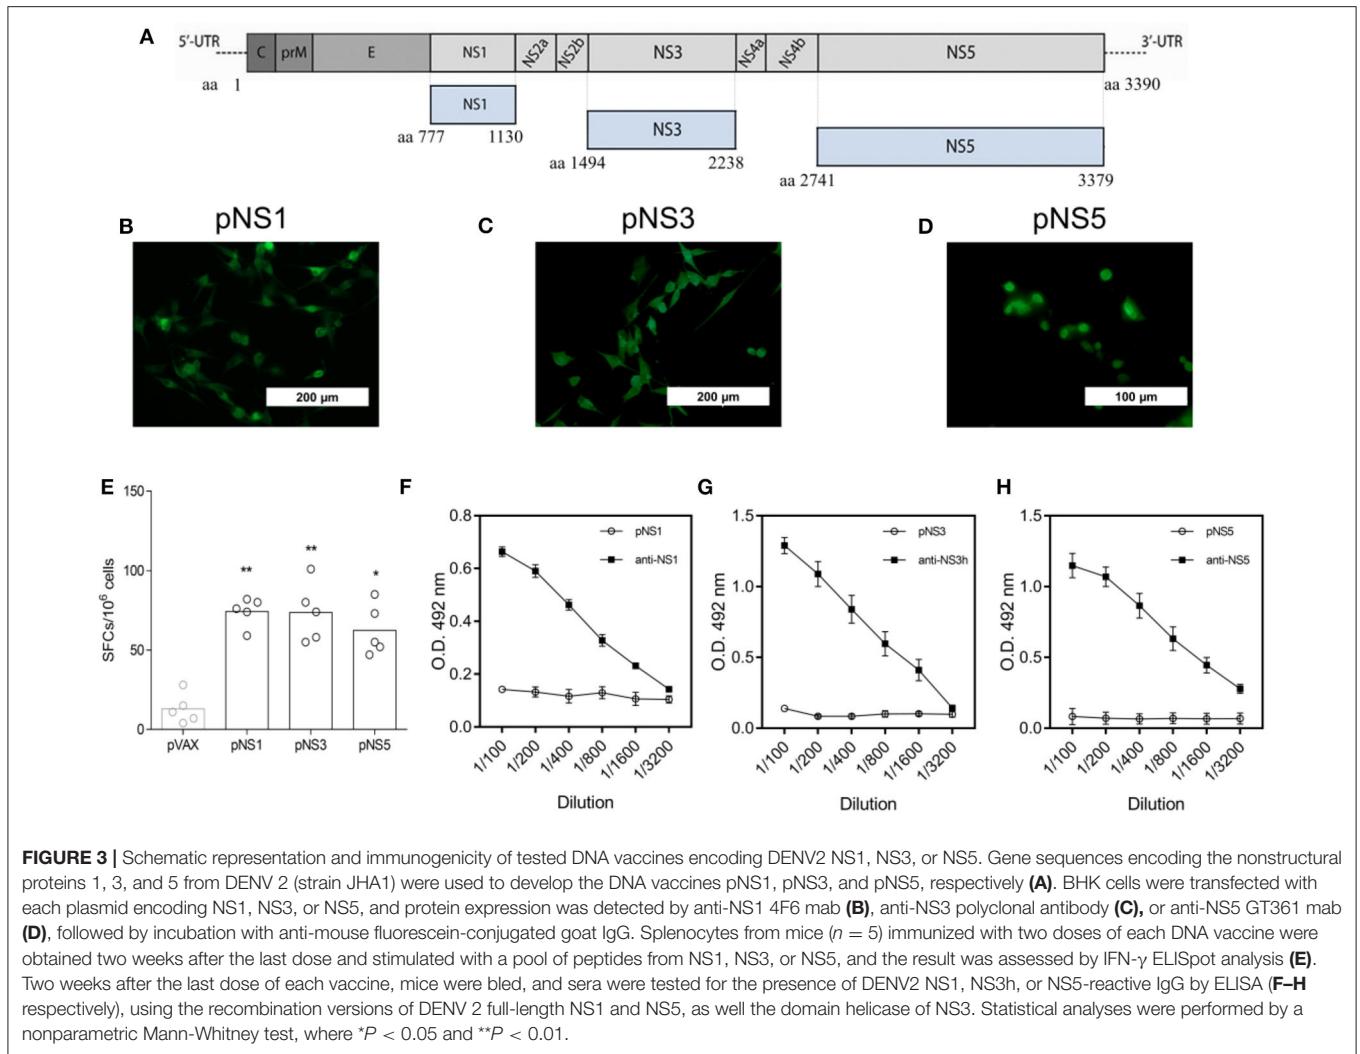 A
5′-UTR
C
prM
E
NS1
NS2a
NS2b
NS3
NS4a
NS4b
NS5
3′-UTR
aa 1
aa 3390
NS1
aa 777
1130
NS3
aa 1494
2238
NS5
aa 2741
3379
B
pNS1
200 µm
C
pNS3
200 µm
D
pNS5
100 µm
E
SFCs/10⁶ cells
150
100
50
0
**
**
*
pVAX
pNS1
pNS3
pNS5
F
O.D. 492 nm
0.8
0.6
0.4
0.2
0.0
pNS1
anti-NS1
1/100
1/200
1/400
1/800
1/1600
1/3200
Dilution
G
O.D. 492 nm
1.5
1.0
0.5
0.0
pNS3
anti-NS3h
1/100
1/200
1/400
1/800
1/1600
1/3200
Dilution
H
O.D. 492 nm
1.5
1.0
0.5
0.0
pNS5
anti-NS5
1/100
1/200
1/400
1/800
1/1600
1/3200
Dilution
FIGURE 3 | Schematic representation and immunogenicity of tested DNA vaccines encoding DENV2 NS1, NS3, or NS5. Gene sequences encoding the nonstructural
proteins 1, 3, and 5 from DENV 2 (strain JHA1) were used to develop the DNA vaccines pNS1, pNS3, and pNS5, respectively (A). BHK cells were transfected with
each plasmid encoding NS1, NS3, or NS5, and protein expression was detected by anti-NS1 4F6 mab (B), anti-NS3 polyclonal antibody (C), or anti-NS5 GT361 mab
(D), followed by incubation with anti-mouse fluorescein-conjugated goat IgG. Splenocytes from mice (n = 5) immunized with two doses of each DNA vaccine were
obtained two weeks after the last dose and stimulated with a pool of peptides from NS1, NS3, or NS5, and the result was assessed by IFN-γ ELISpot analysis (E).
Two weeks after the last dose of each vaccine, mice were bled, and sera were tested for the presence of DENV2 NS1, NS3h, or NS5-reactive IgG by ELISA (F–H
respectively), using the recombination versions of DENV 2 full-length NS1 and NS5, as well the domain helicase of NS3. Statistical analyses were performed by a
nonparametric Mann-Whitney test, where *P < 0.05 and **P < 0.01.